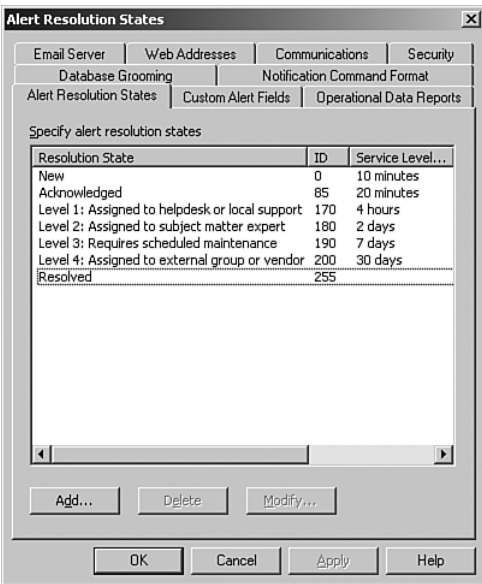 Alert Resolution States
Email Server Web Addresses Communications Security
Database Grooming Notification Command Format
Alert Resolution States Custom Alert Fields Operational Data Reports
Specify alert resolution states
Resolution State ID Service Level...
New 0 10 minutes
Acknowledged 85 20 minutes
Level 1: Assigned to helpdesk or local support 170 4 hours
Level 2: Assigned to subject matter expert 180 2 days
Level 3: Requires scheduled maintenance 190 7 days
Level 4: Assigned to external group or vendor 200 30 days
Resolved 255
Add... Delete Modify...
OK Cancel Apply Help